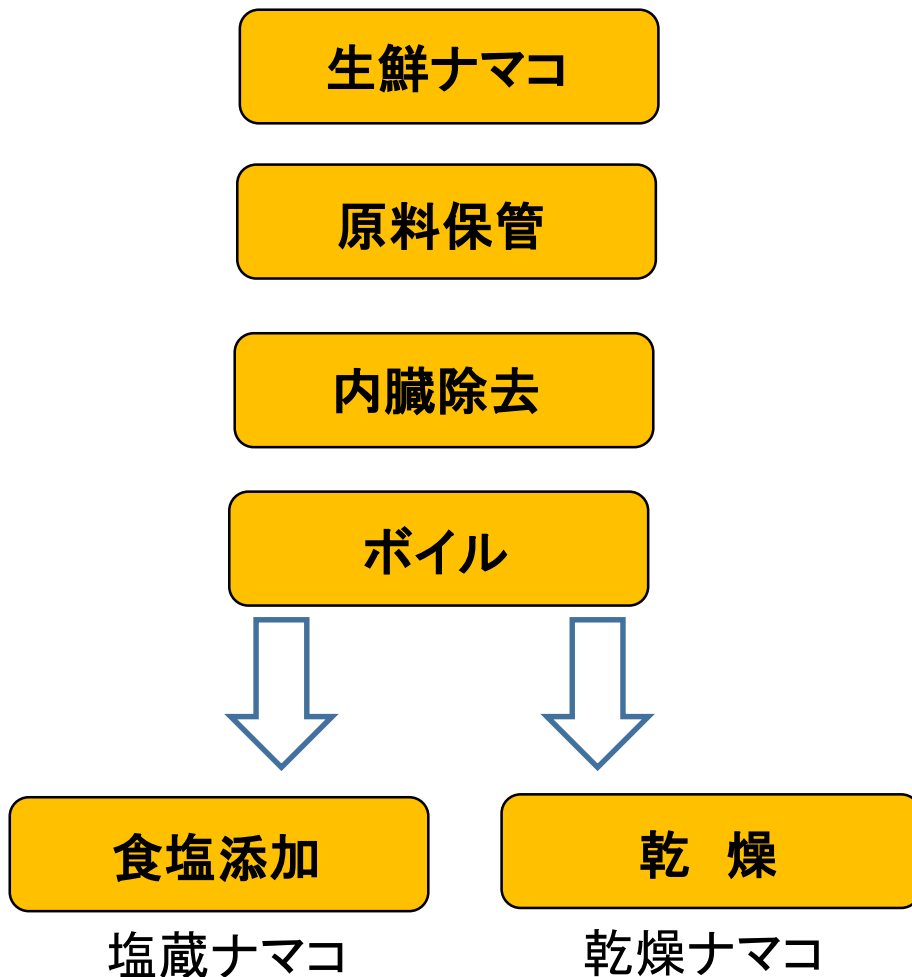 生鮮ナマコ
原料保管
内臓除去
ボイル
食塩添加
乾　燥
塩蔵ナマコ
乾燥ナマコ